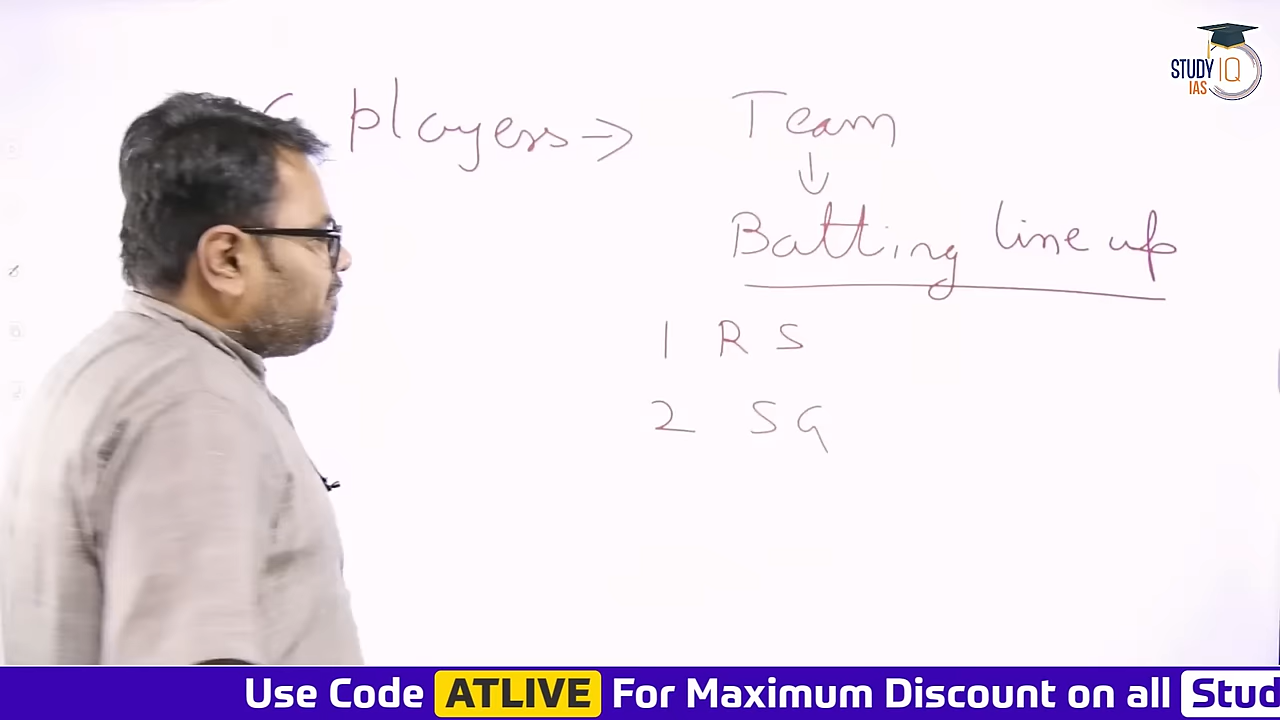 STUDY IQ
IAS
players → Team
↓
Batting line up
1 R S
2 S G
Use Code ATLIVE For Maximum Discount on all Stud